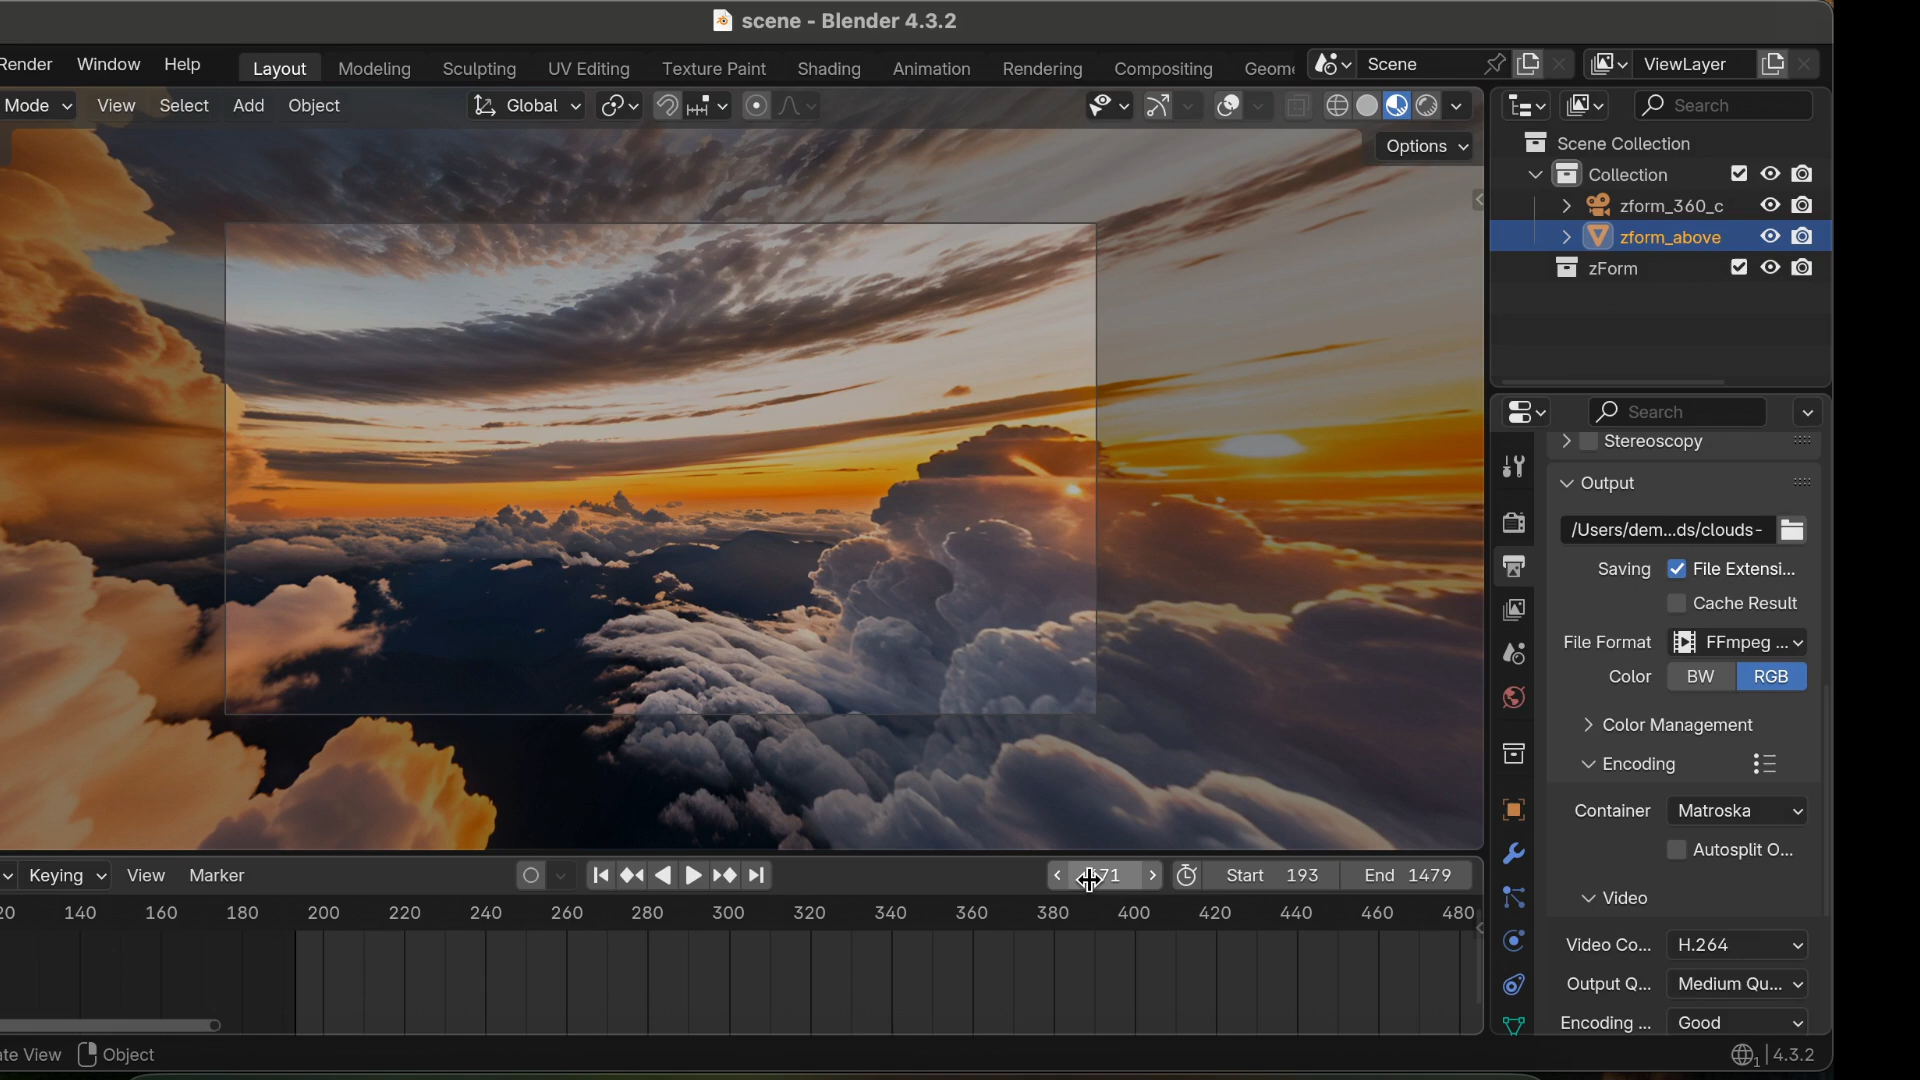 scene - Blender 4.3.2
Render Window Help Layout Modeling Sculpting UV Editing Texture Paint Shading Animation Rendering Compositing Scene ViewLayer
Mode View Select Add Object Global Search
Options
Scene Collection
Collection
zform_360_c
zform_above
zForm
Search
Stereoscopy
Output
/Users/dem...ds/clouds-
Saving File Extensi...
Cache Result
File Format FFmpeg ...
Color BW RGB
Color Management
Encoding
Container Matroska
Autosplit O...
Video
Video Co... H.264
Output Q... Medium Qu...
Encoding ... Good
Keying View Marker Start 193 End 1479
140 160 180 200 220 240 260 280 300 320 340 360 380 400 420 440 460 480
Object 4.3.2